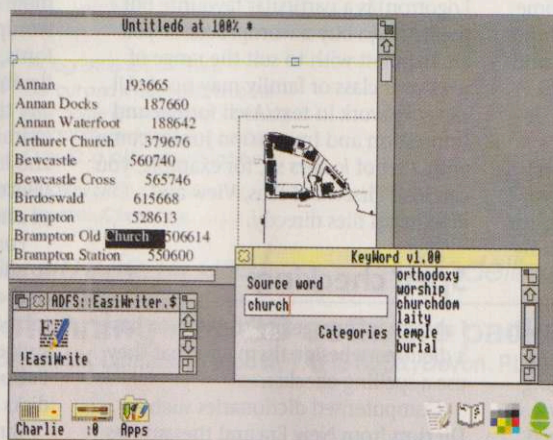 Untitled6 at 100% *
Annan 193665
Annan Docks 187660
Annan Waterfoot 188642
Arthuret Church 379676
Bewcastle 560740
Bewcastle Cross 565746
Birdoswald 615668
Brampton 528613
Brampton Old Church 506614
Brampton Station 550600
KeyWord v1.00
Source word
church
Categories
orthodoxy
worship
churchdom
laity
temple
burial
ADFS::EasiWriter.$
!EasiWrite
Charlie :0 Apps